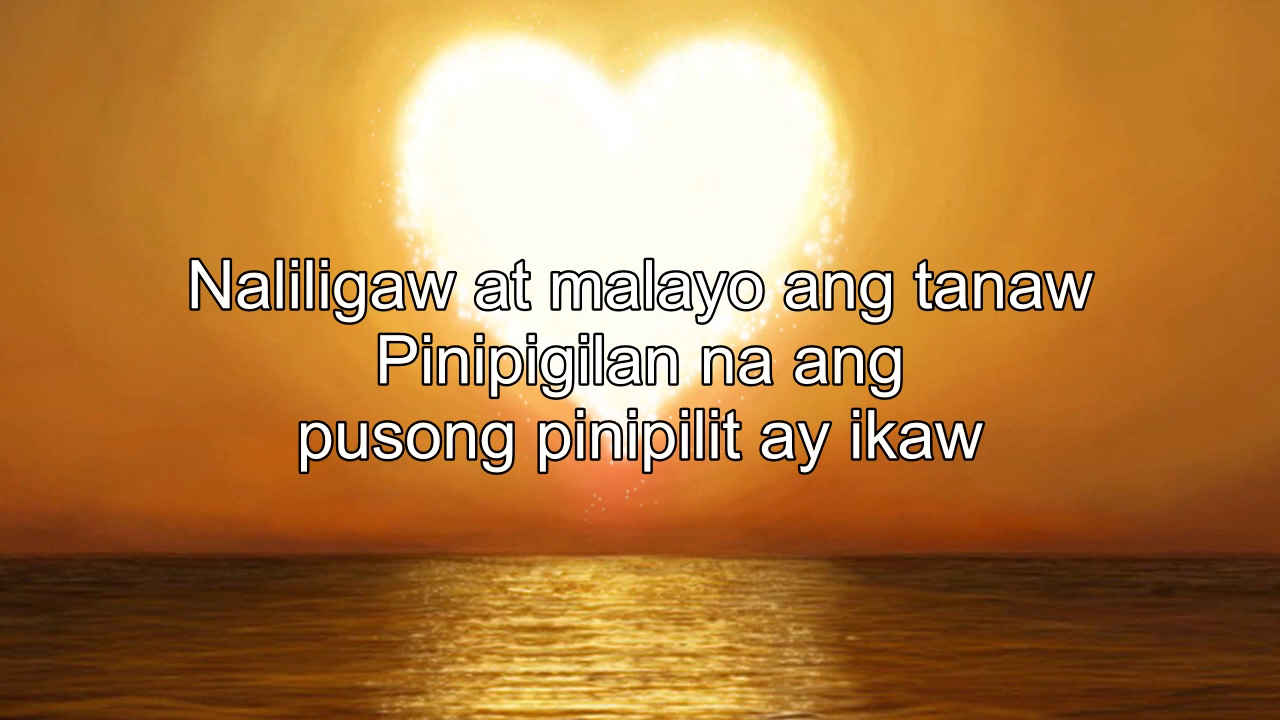 Naliligaw at malayo ang tanaw
Pinipigilan na ang
pusong pinipilit ay ikaw